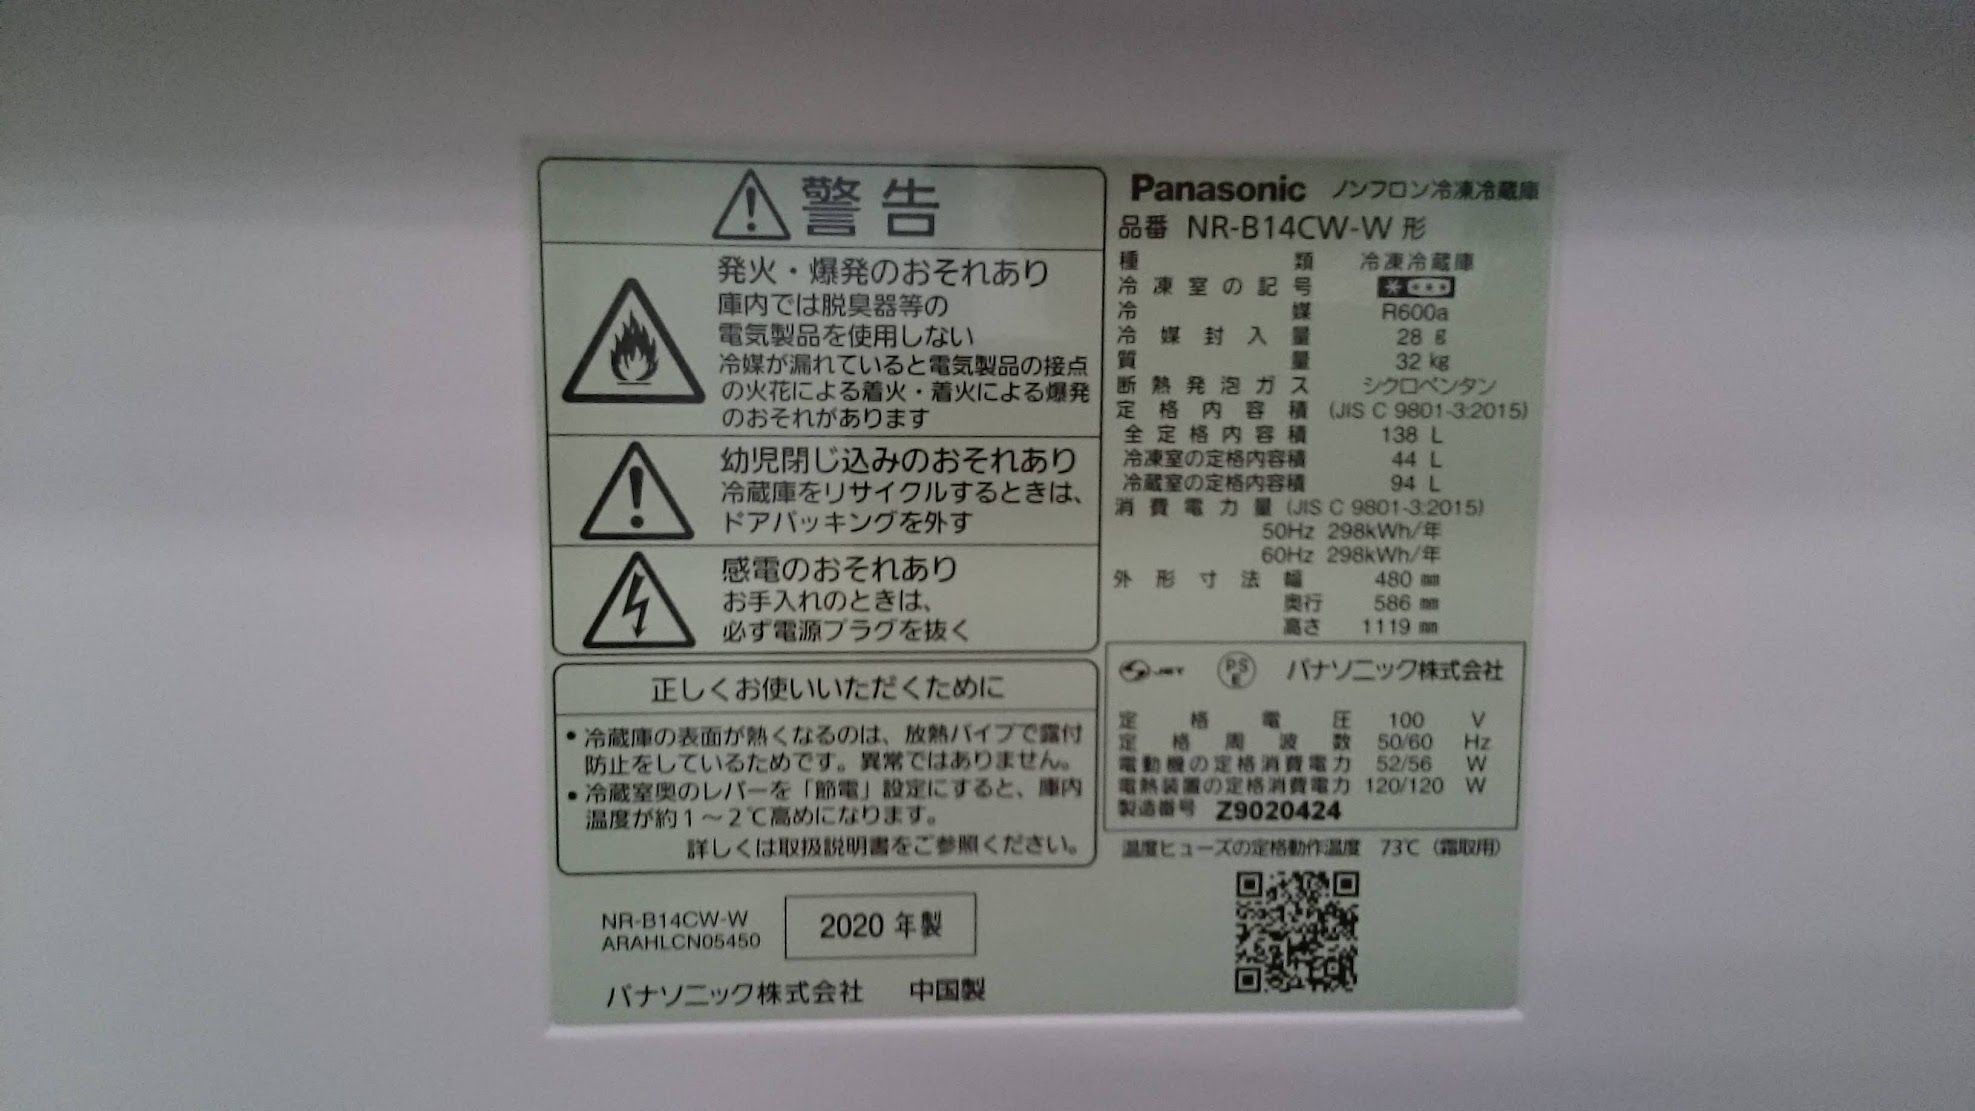 警告
発火・爆発のおそれあり
庫内では脱臭器等の
電気製品を使用しない
冷媒が漏れていると電気製品の接点
の火花による着火・着火による爆発
のおそれがあります
幼児閉じ込みのおそれあり
冷蔵庫をリサイクルするときは、
ドアパッキングを外す
感電のおそれあり
お手入れのときは、
必ず電源プラグを抜く
正しくお使いいただくために
• 冷蔵庫の表面が熱くなるのは、放熱パイプで露付
防止をしているためです。異常ではありません。
• 冷蔵室奥のレバーを「節電」設定にすると、庫内
温度が約1～2℃高めになります。
詳しくは取扱説明書をご参照ください。
NR-B14CW-W
ARAHLCN05450
2020 年製
パナソニック株式会社 中国製
Panasonic ノンフロン冷凍冷蔵庫
品番 NR-B14CW-W 形
種類 冷凍冷蔵庫
冷凍室の記号
冷媒 R600a
冷媒封入量 28 g
質量 32 kg
断熱発泡ガス シクロペンタン
定格内容積 (JIS C 9801-3:2015)
全定格内容積 138 L
冷凍室の定格内容積 44 L
冷蔵室の定格内容積 94 L
消費電力量 (JIS C 9801-3:2015)
50Hz 298kWh/年
60Hz 298kWh/年
外形寸法幅 480 mm
奥行 586 mm
高さ 1119 mm
JET PS E パナソニック株式会社
定格電圧 100 V
定格周波数 50/60 Hz
電動機の定格消費電力 52/56 W
電熱装置の定格消費電力 120/120 W
製造番号 Z9020424
温度ヒューズの定格動作温度 73℃ (霜取用)